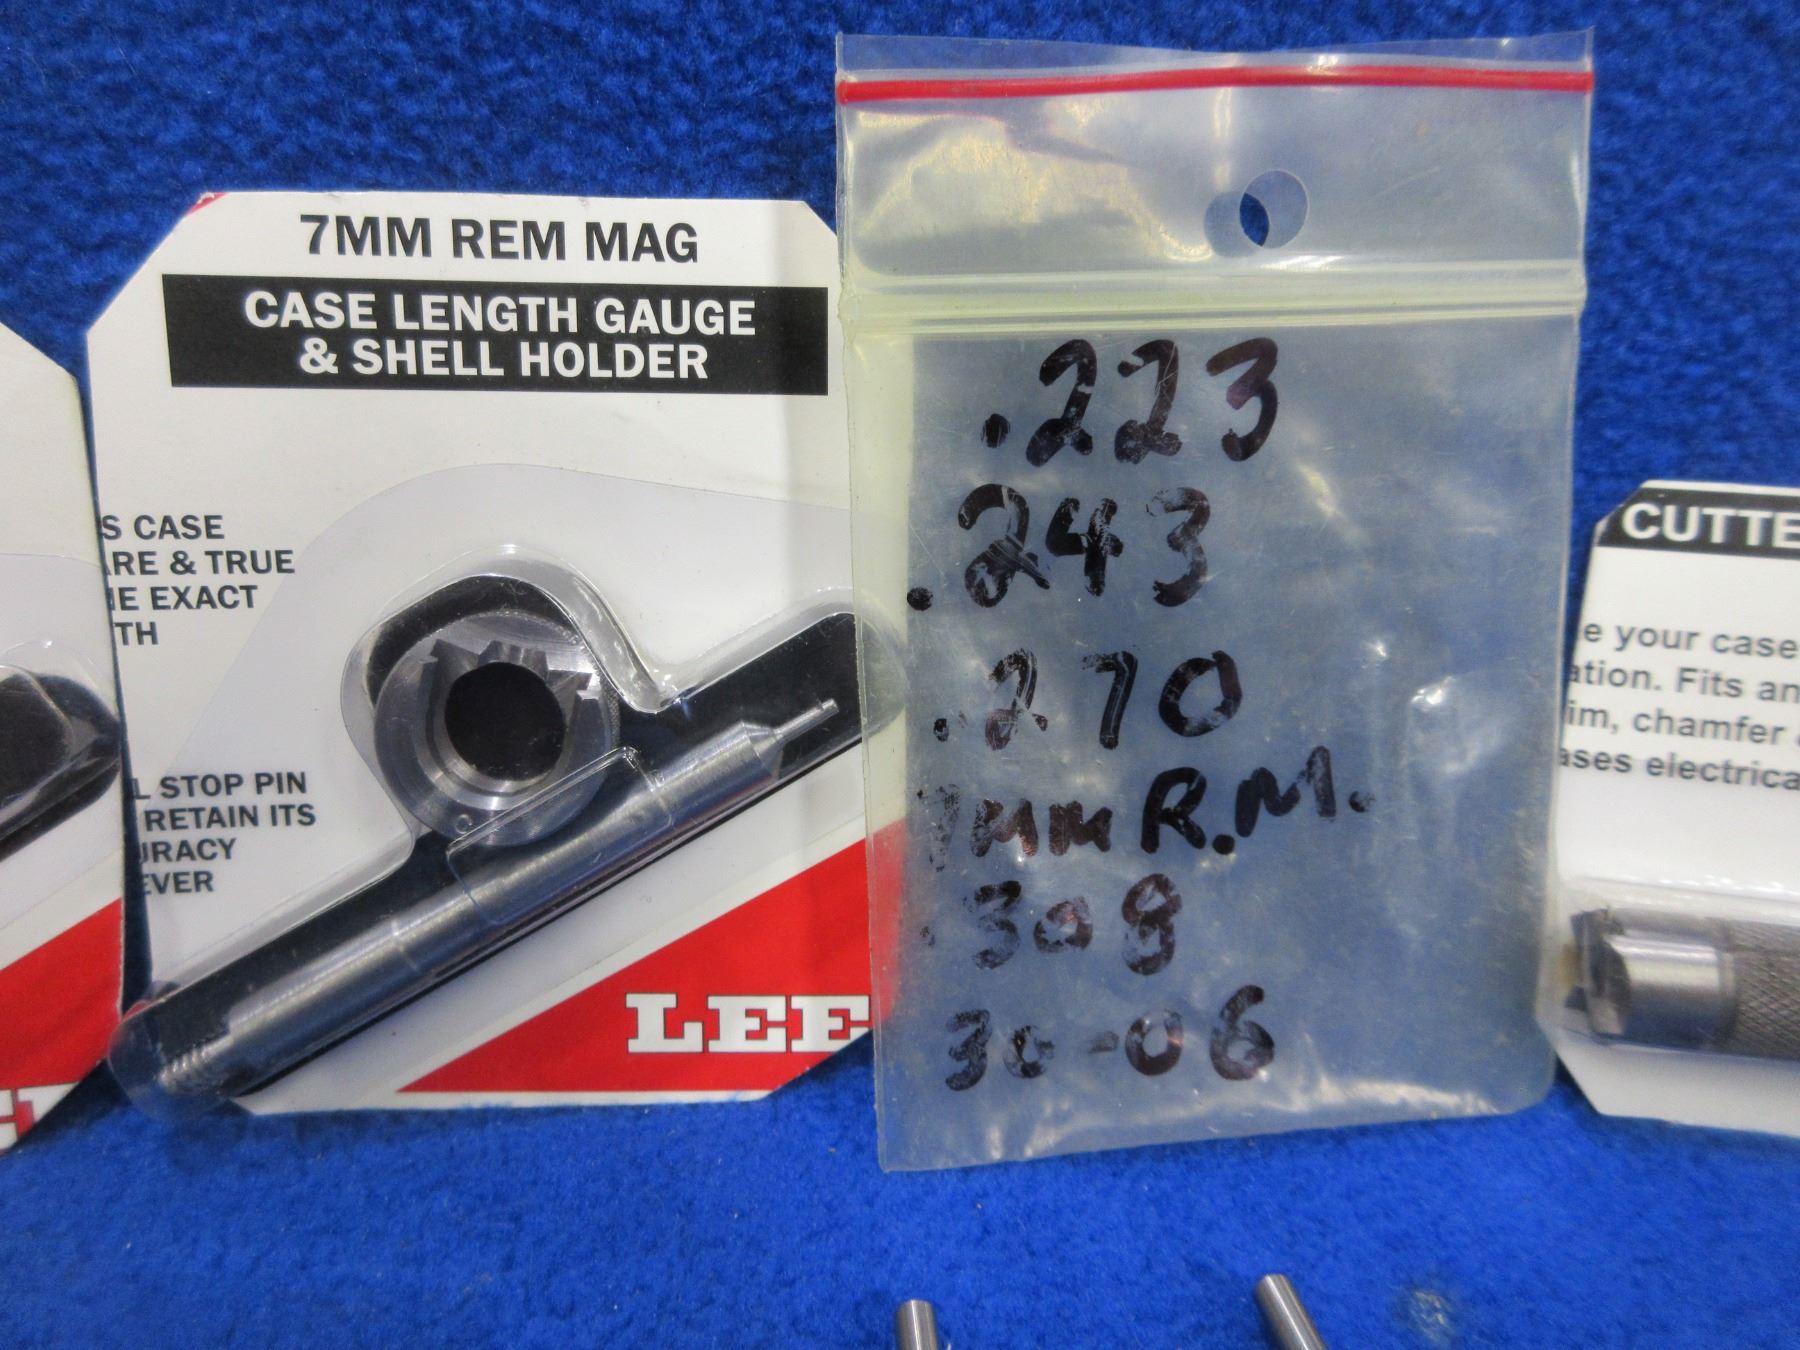 7MM REM MAG
CASE LENGTH GAUGE
& SHELL HOLDER
S CASE
RE & TRUE
E EXACT
TH
L STOP PIN
RETAIN ITS
URACY
EVER
LEE
.223
.243
.270
7mm R.M.
.308
30-06
CUTTE
e your case
ation. Fits an
im, chamfer
ases electrica